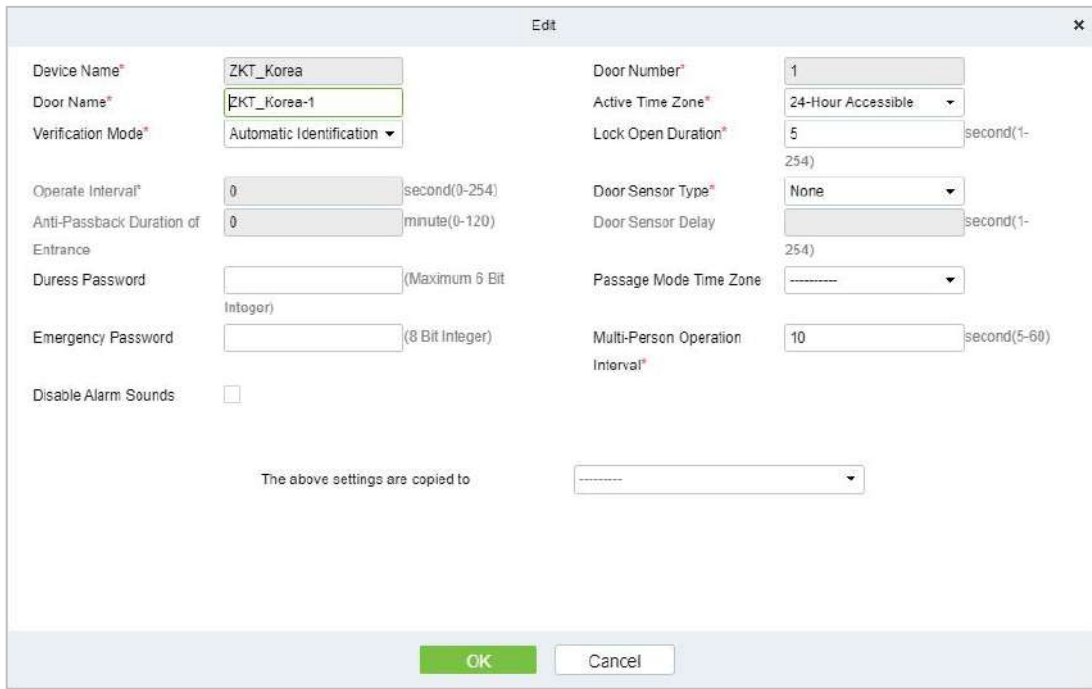 Edit ×
Device Name* ZKT_Korea Door Number* 1
Door Name* ZKT_Korea-1 Active Time Zone* 24-Hour Accessible
Verification Mode* Automatic Identification Lock Open Duration* 5 second(1-
254)
Operate Interval* 0 second(0-254) Door Sensor Type* None
Anti-Passback Duration of 0 minute(0-120) Door Sensor Delay second(1-
Entrance 254)
Duress Password (Maximum 6 Bit Passage Mode Time Zone ----------
Integer)
Emergency Password (8 Bit Integer) Multi-Person Operation 10 second(5-60)
Interval*
Disable Alarm Sounds
The above settings are copied to ---------
OK Cancel